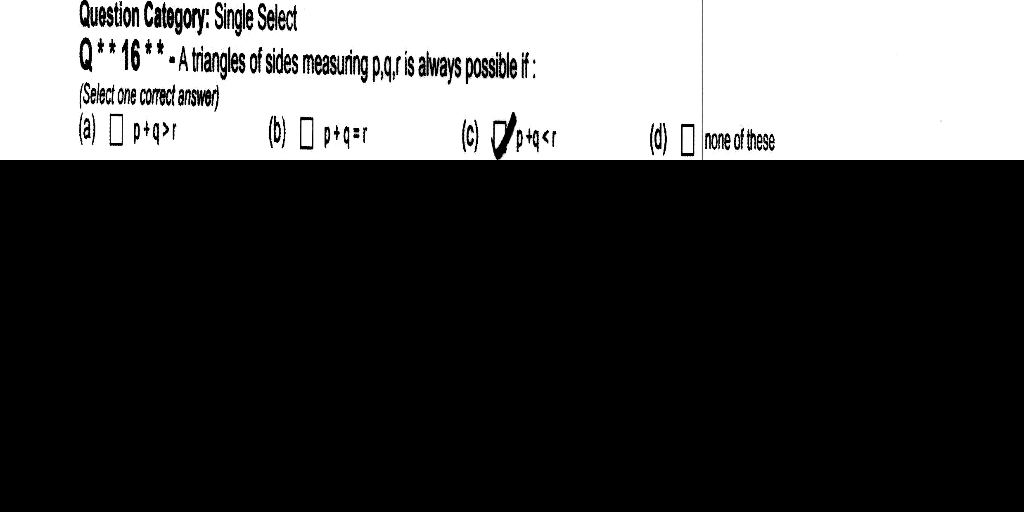 Question Category: Single Select
Q * * 16 * * - A triangles of sides measuring p,q,r is always possible if :
(Select one correct answer)
(a) p+q>r (b) p+q=r (c) p+q<r (d) none of these